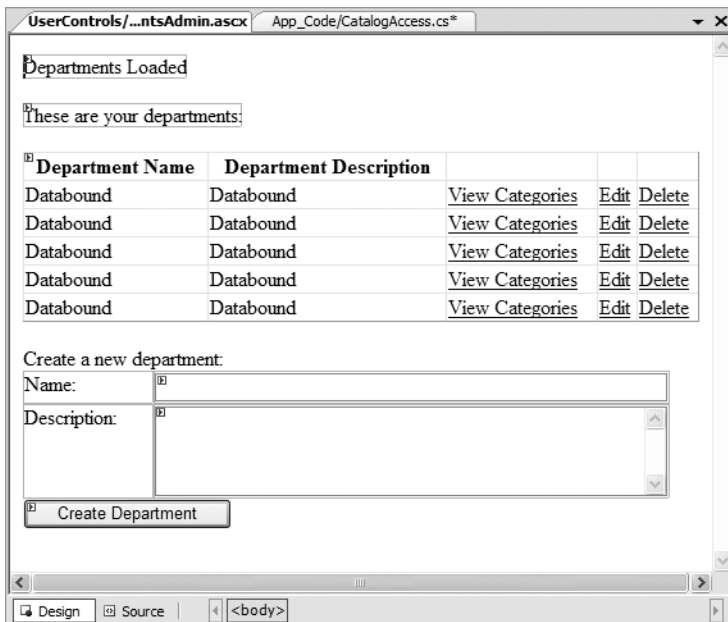 UserControls/...ntsAdmin.ascx App_Code/CatalogAccess.cs*
Departments Loaded
These are your departments:
Department Name Department Description
Databound Databound View Categories Edit Delete
Databound Databound View Categories Edit Delete
Databound Databound View Categories Edit Delete
Databound Databound View Categories Edit Delete
Databound Databound View Categories Edit Delete
Create a new department:
Name:
Description:
Create Department
Design Source <body>